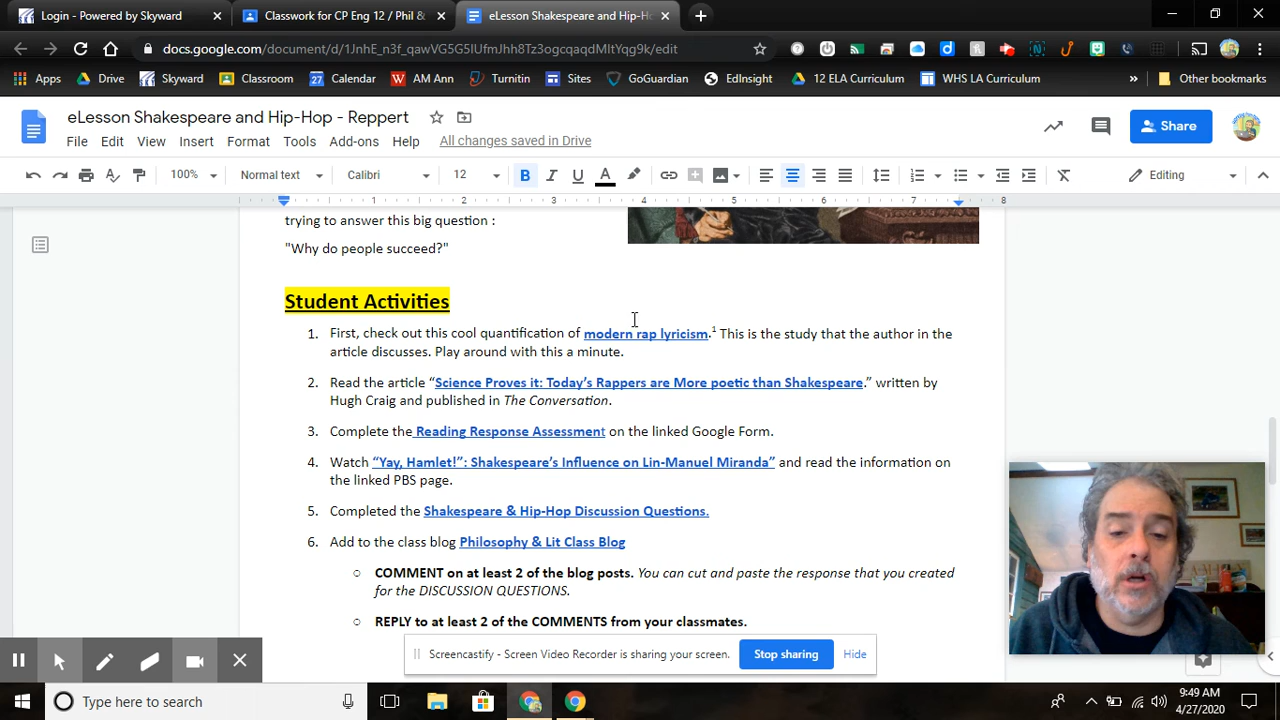 Login - Powered by Skyward
Classwork for CP Eng 12 / Phil &
eLesson Shakespeare and Hip-Ho
docs.google.com/document/d/1JnhE_n3f_qawVG5G5IUfmJhh8Tz3ogcqaqdMltYqg9k/edit
Apps Drive Skyward Classroom Calendar AM Ann Turnitin Sites GoGuardian EdInsight 12 ELA Curriculum WHS LA Curriculum » Other bookmarks
eLesson Shakespeare and Hip-Hop - Reppert
Share
File Edit View Insert Format Tools Add-ons Help All changes saved in Drive
100% Normal text Calibri 12 B I U A Editing
1 2 3 4 5 6 7 8
trying to answer this big question :
"Why do people succeed?"
Student Activities
1. First, check out this cool quantification of modern rap lyricism.1 This is the study that the author in the
article discusses. Play around with this a minute.
2. Read the article “Science Proves it: Today’s Rappers are More poetic than Shakespeare.” written by
Hugh Craig and published in The Conversation.
3. Complete the Reading Response Assessment on the linked Google Form.
4. Watch “Yay, Hamlet!”: Shakespeare’s Influence on Lin-Manuel Miranda” and read the information on
the linked PBS page.
5. Completed the Shakespeare & Hip-Hop Discussion Questions.
6. Add to the class blog Philosophy & Lit Class Blog
○ COMMENT on at least 2 of the blog posts. You can cut and paste the response that you created
for the DISCUSSION QUESTIONS.
○ REPLY to at least 2 of the COMMENTS from your classmates.
Screencastify - Screen Video Recorder is sharing your screen. Stop sharing Hide
Type here to search
9:49 AM
4/27/2020